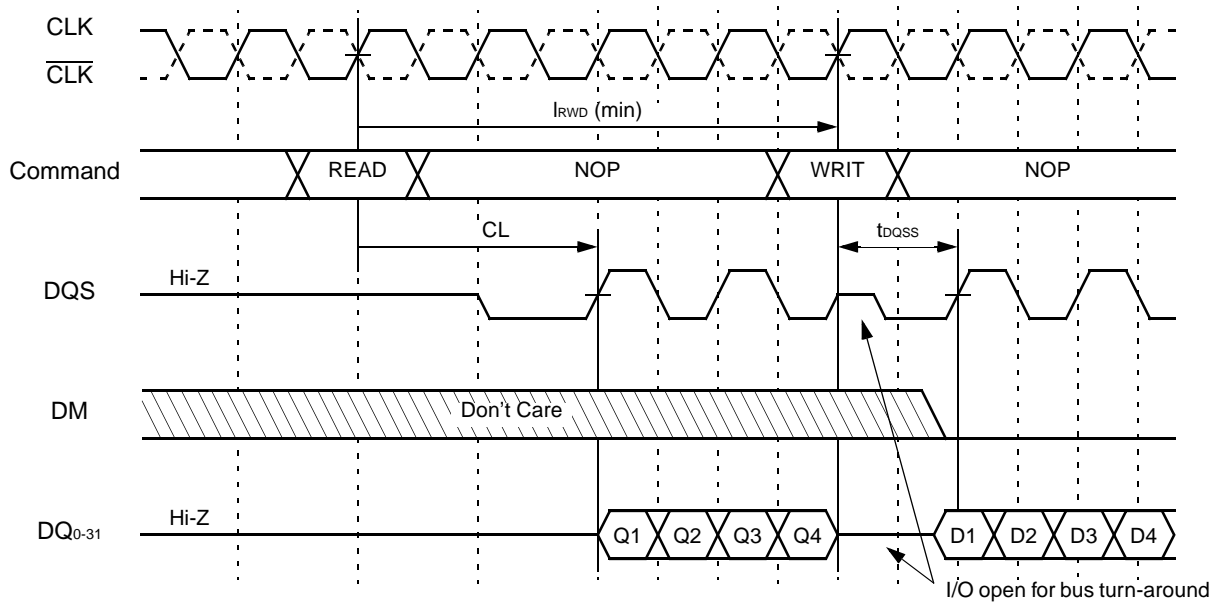 CLK
CLK
IRWD (min)
Command READ NOP WRIT NOP
CL tDQSS
DQS Hi-Z
DM Don't Care
DQ0-31 Hi-Z Q1 Q2 Q3 Q4 D1 D2 D3 D4
I/O open for bus turn-around